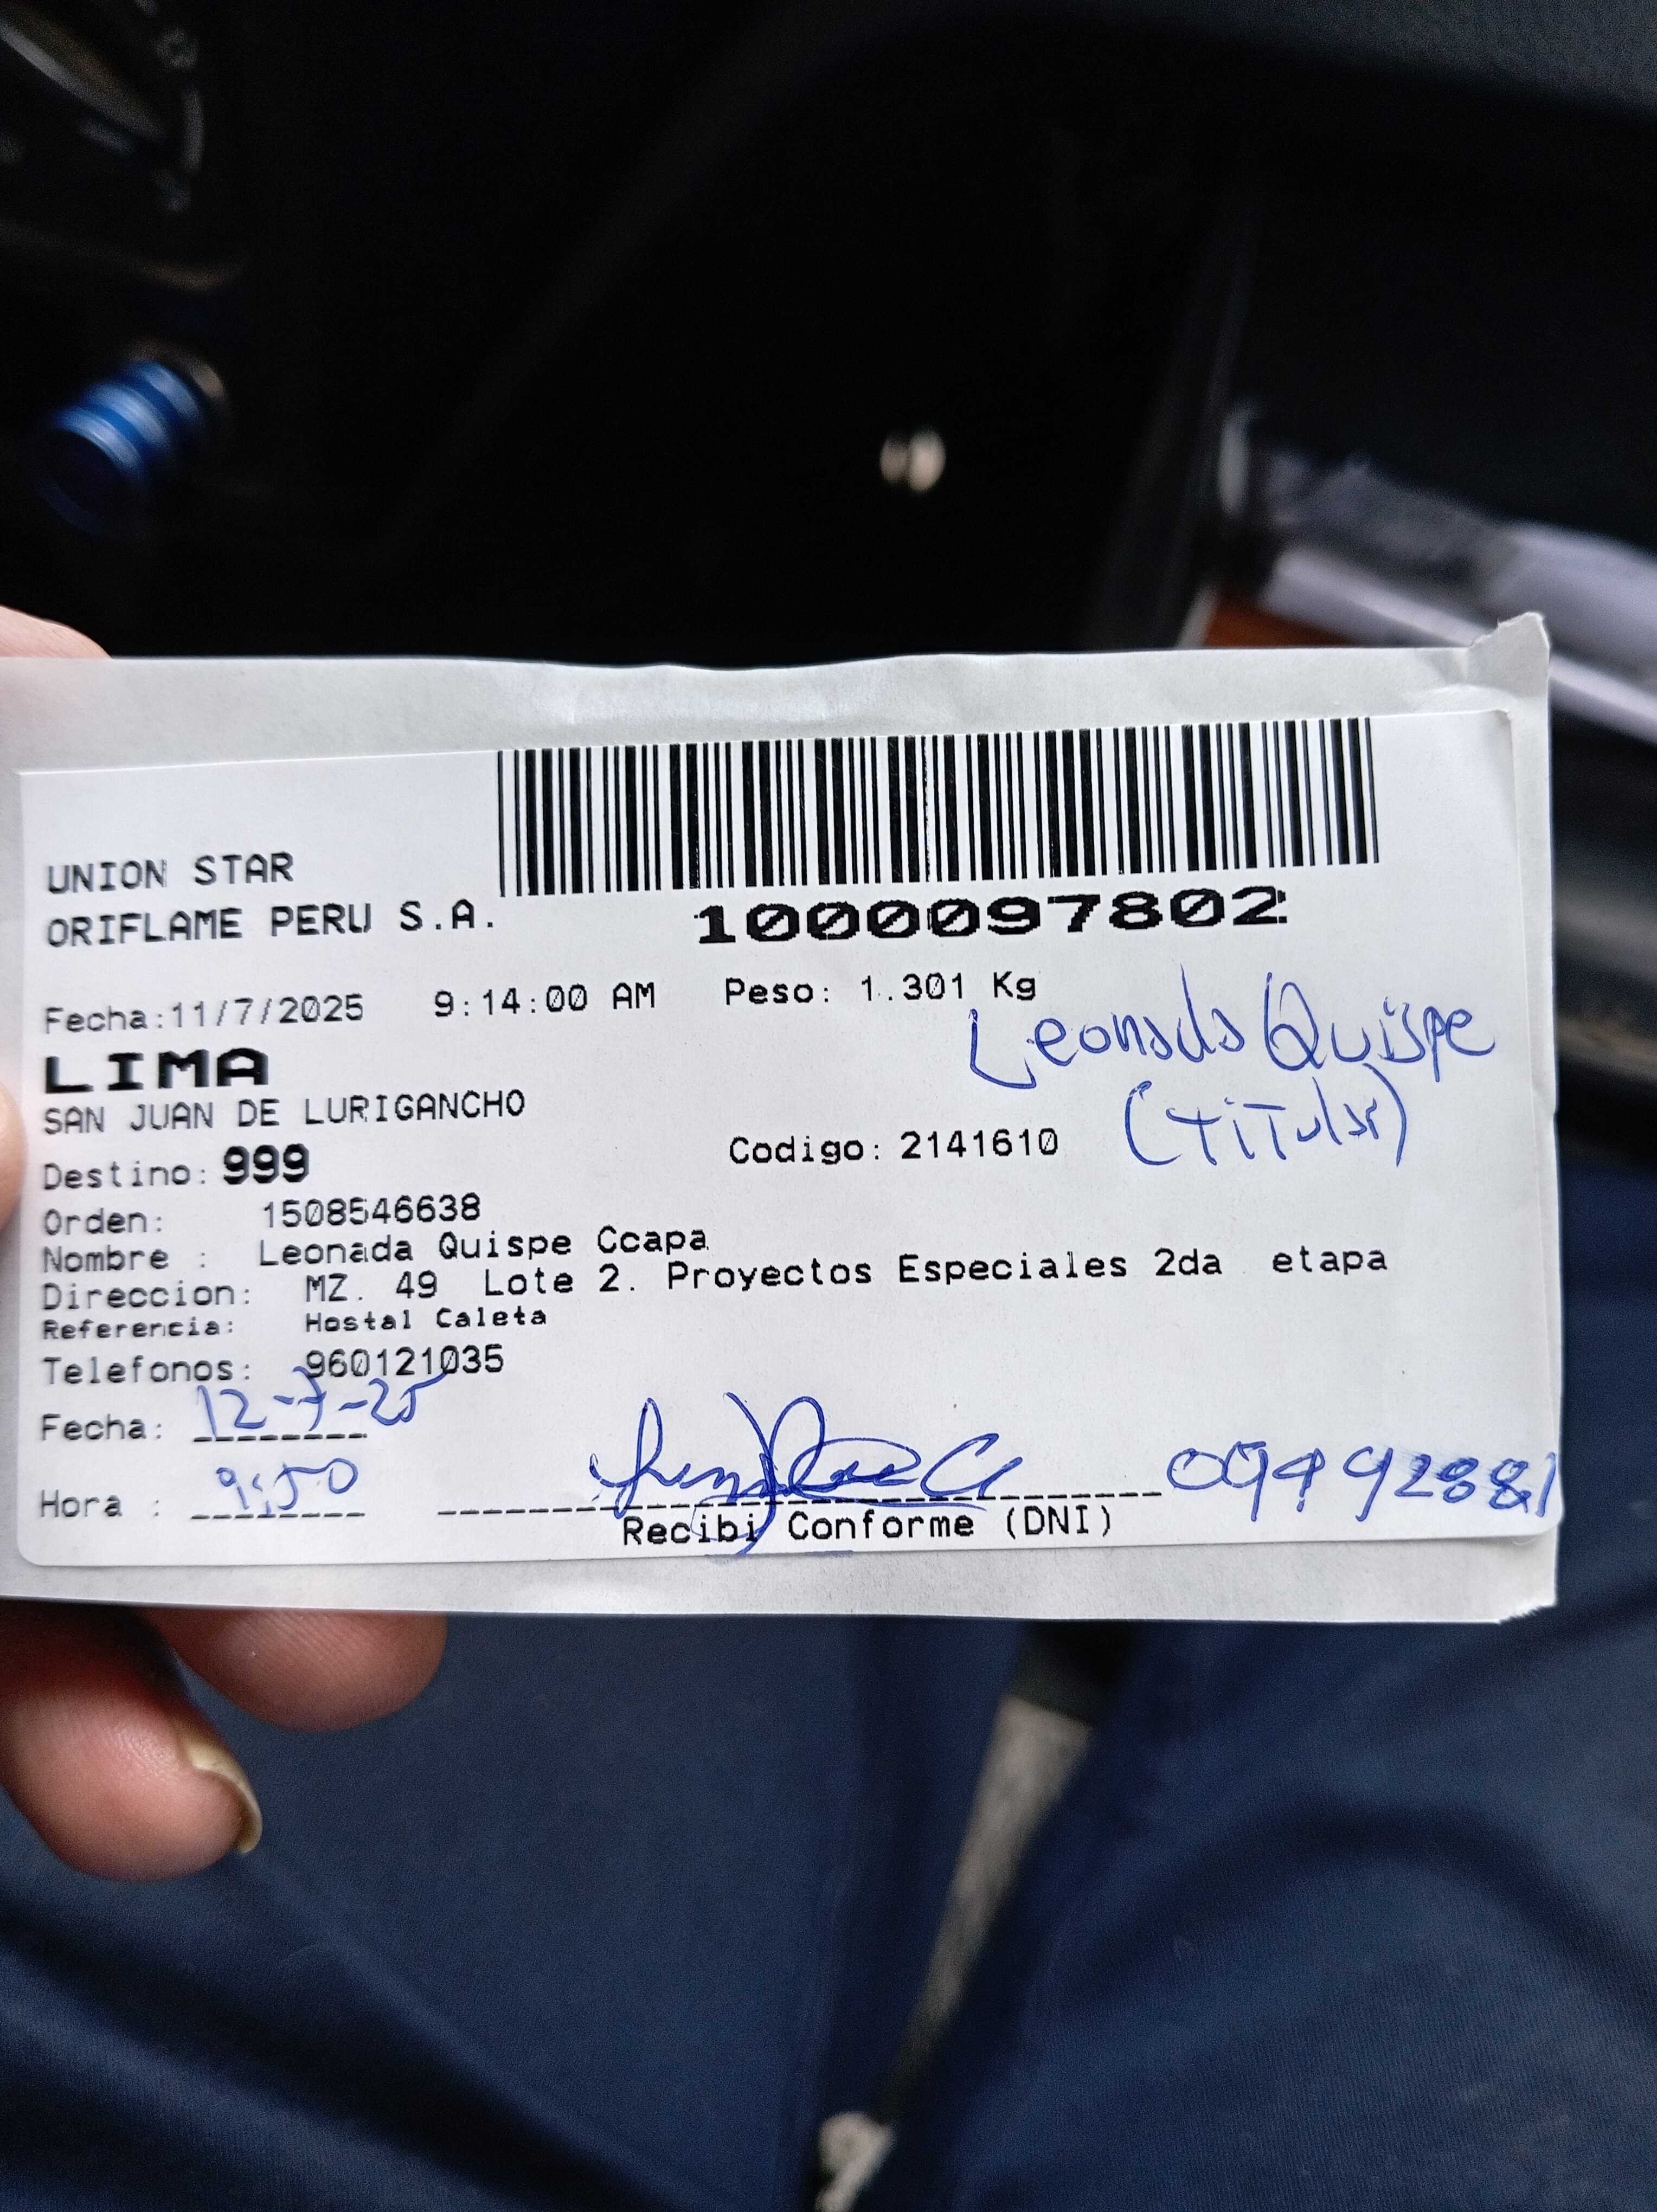 UNION STAR
ORIFLAME PERU S.A.
1000097802
Fecha:11/7/2025 9:14:00 AM Peso: 1.301 Kg
Leonada Quispe
(Titular)
LIMA
SAN JUAN DE LURIGANCHO
Destino: 999 Codigo: 2141610
Orden: 1508546638
Nombre : Leonada Quispe Ccapa
Direccion: MZ. 49 Lote 2. Proyectos Especiales 2da etapa
Referencia: Hostal Caleta
Telefonos: 960121035
Fecha: 12-7-25
Hora : 9:50
09492881
Recibi Conforme (DNI)